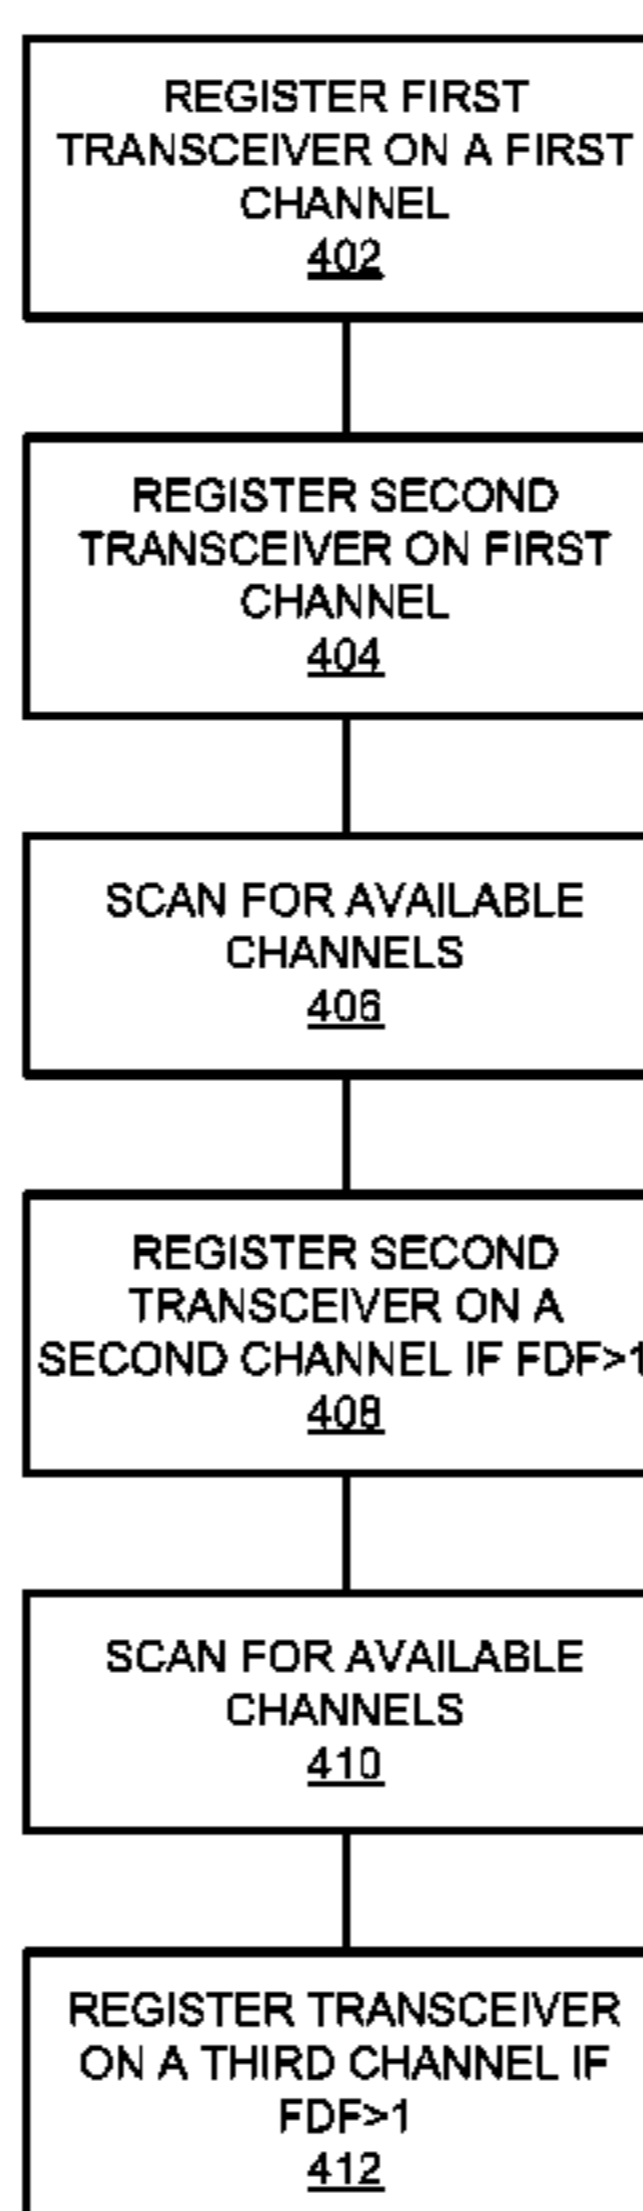 REGISTER FIRST
TRANSCEIVER ON A FIRST
CHANNEL
402
REGISTER SECOND
TRANSCEIVER ON FIRST
CHANNEL
404
SCAN FOR AVAILABLE
CHANNELS
406
REGISTER SECOND
TRANSCEIVER ON A
SECOND CHANNEL IF FDF>1
408
SCAN FOR AVAILABLE
CHANNELS
410
REGISTER TRANSCEIVER
ON A THIRD CHANNEL IF
FDF>1
412